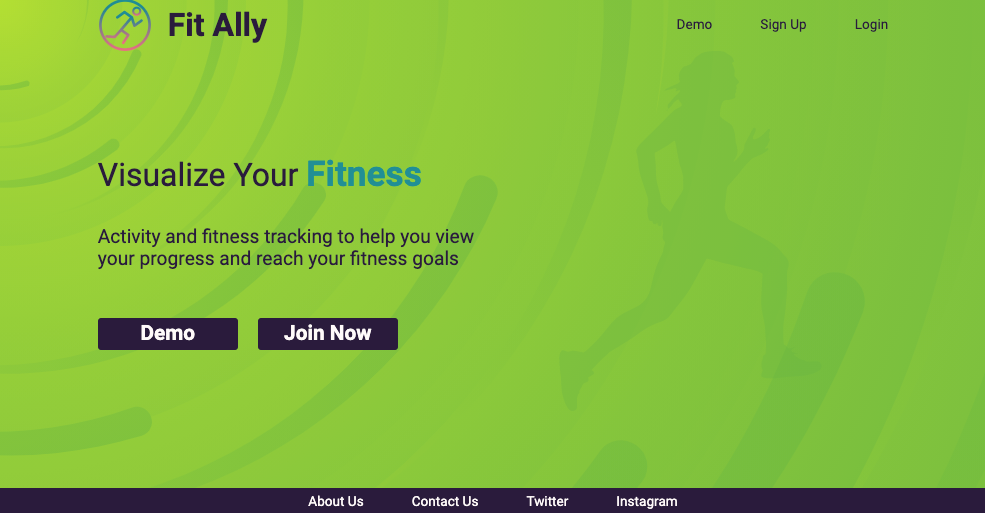 Fit Ally
Demo
Sign Up
Login
Visualize Your Fitness
Activity and fitness tracking to help you view
your progress and reach your fitness goals
Demo
Join Now
About Us
Contact Us
Twitter
Instagram